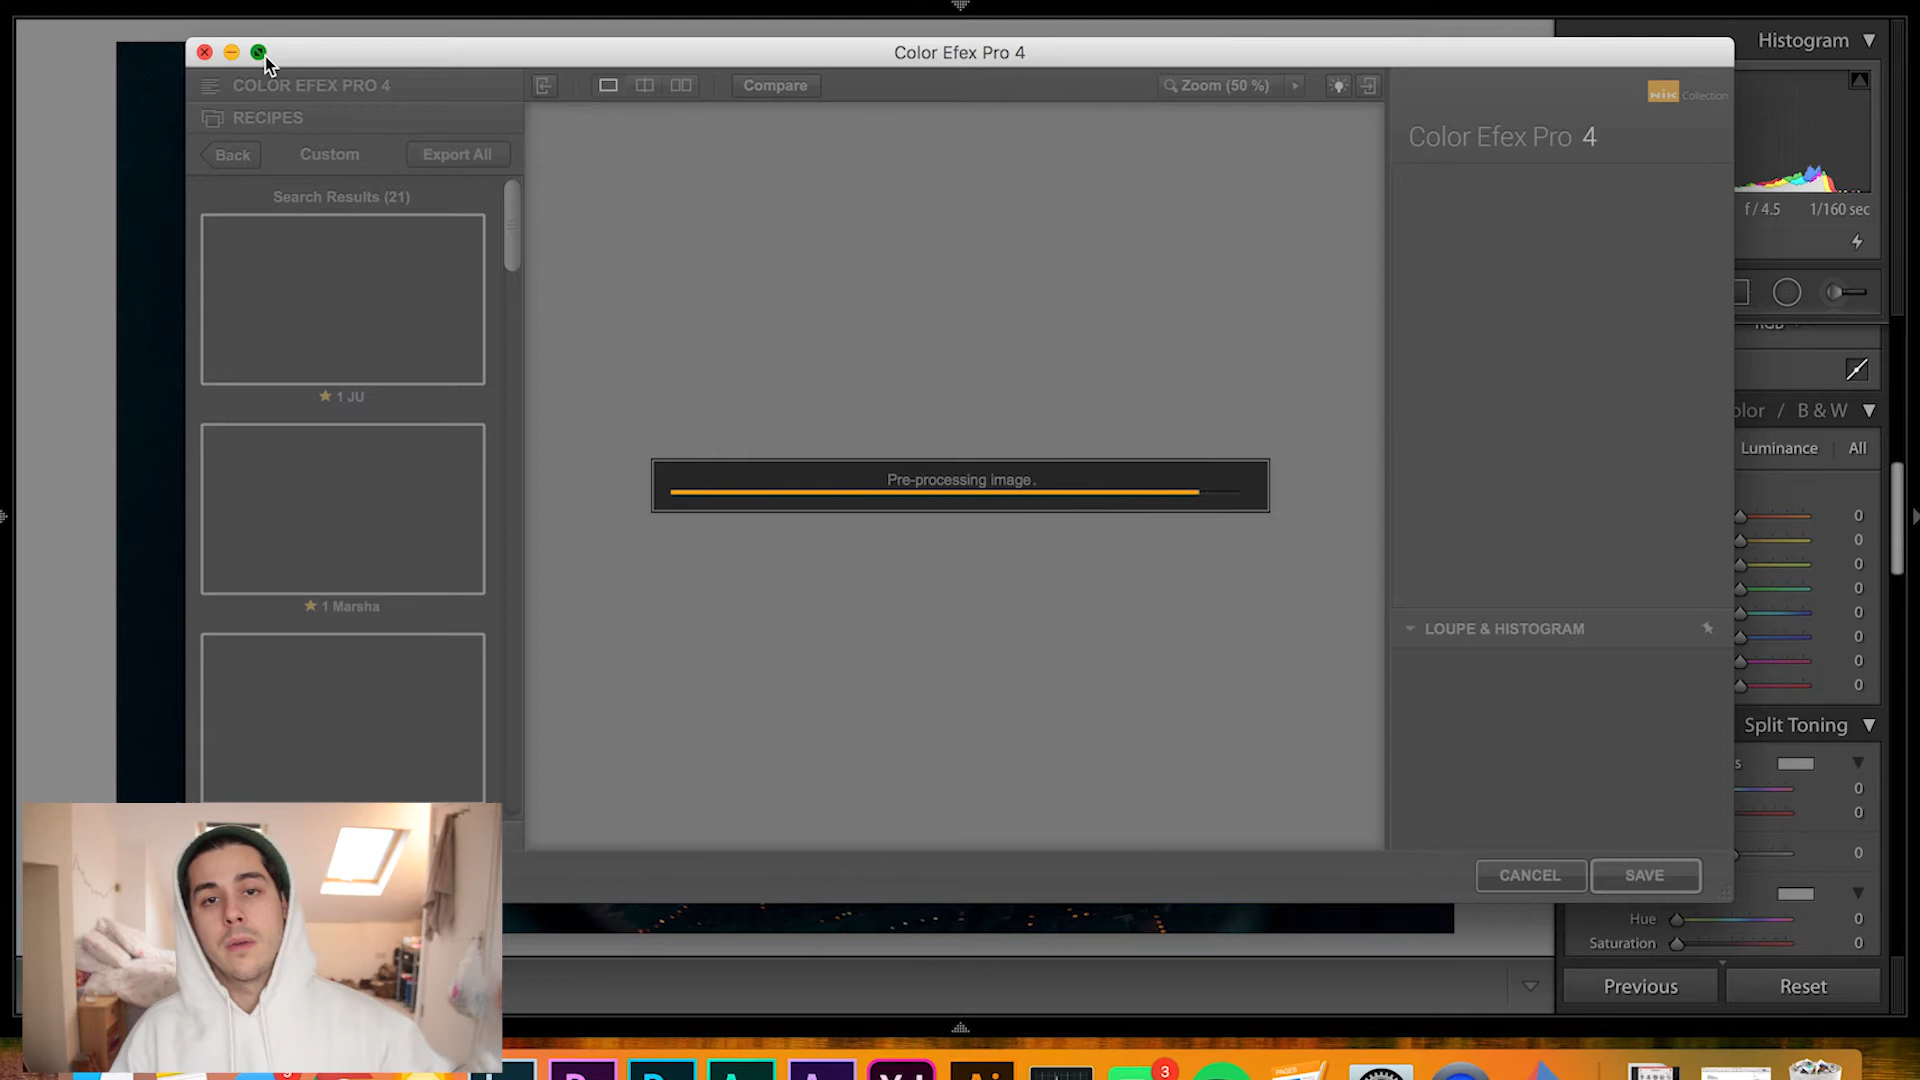 Color Efex Pro 4
Histogram
COLOR EFEX PRO 4
Compare
Zoom (50 %)
Nik Collection
RECIPES
Back
Custom
Export All
Color Efex Pro 4
Search Results (21)
f / 4.5
1/160 sec
1 JU
olor / B & W
Luminance
All
Pre-processing image.
0
0
0
0
0
0
0
0
1 Marsha
LOUPE & HISTOGRAM
Split Toning
s
0
0
0
CANCEL
SAVE
Hue
0
Saturation
0
Previous
Reset
PAGES
3